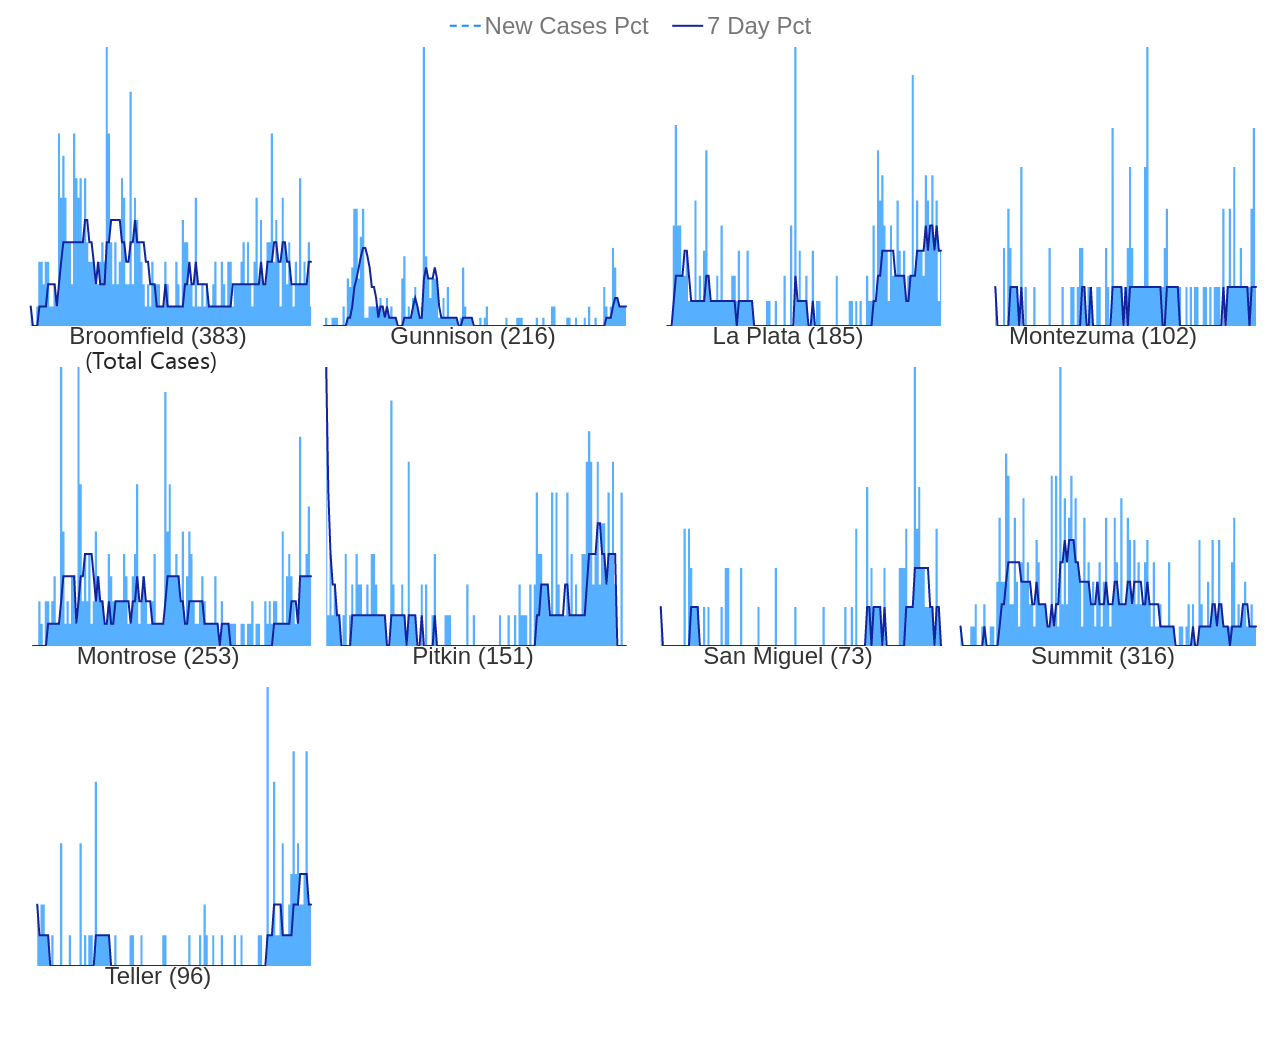 New Cases Pct 7 Day Pct
Broomfield (383) Gunnison (216) La Plata (185) Montezuma (102)
(Total Cases)
Montrose (253) Pitkin (151) San Miguel (73) Summit (316)
Teller (96)